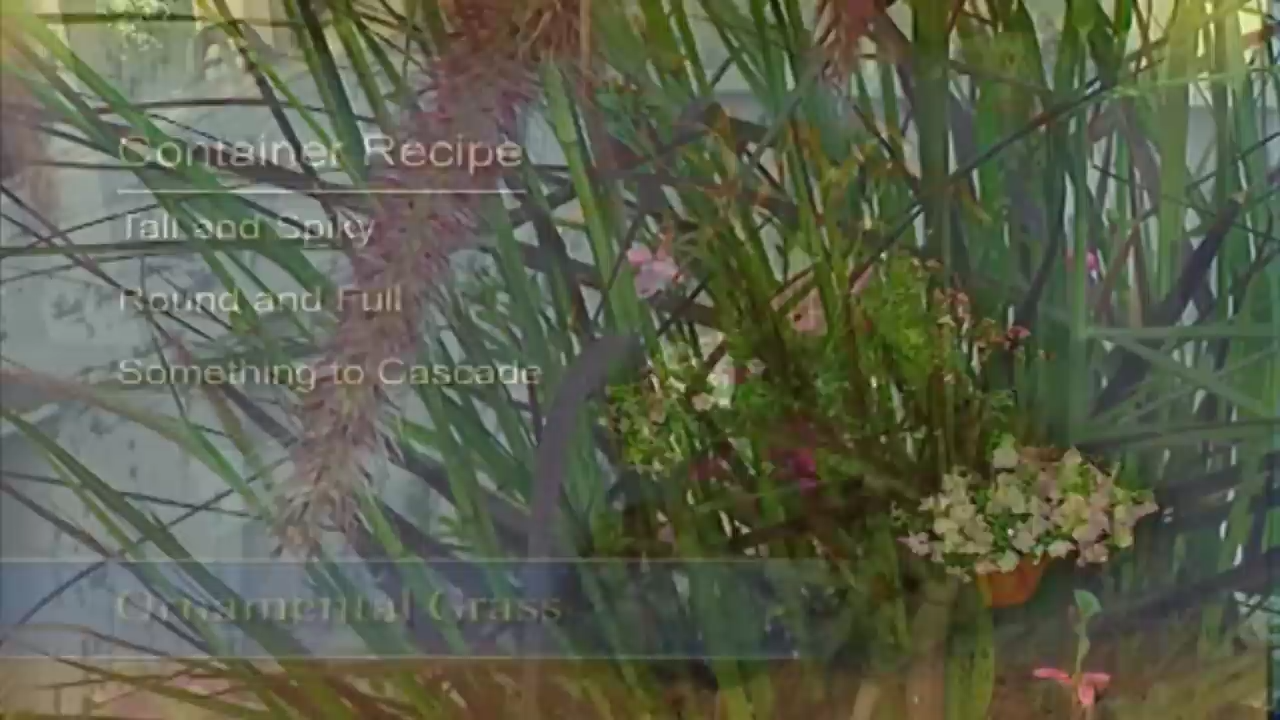 Container Recipe
Tall and Spiky
Round and Full
Something to Cascade
Ornamental Grass